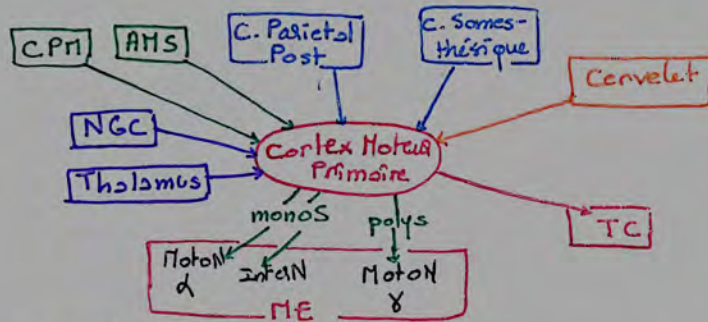 CPM
AMS
C. Parietal
Post
C. Somes-
thésique
Cervelet
NGC
Thalamus
Cortex Moteur
Primaire
monoS
polys
TC
MotoN
α
InterN
MotoN
γ
ME